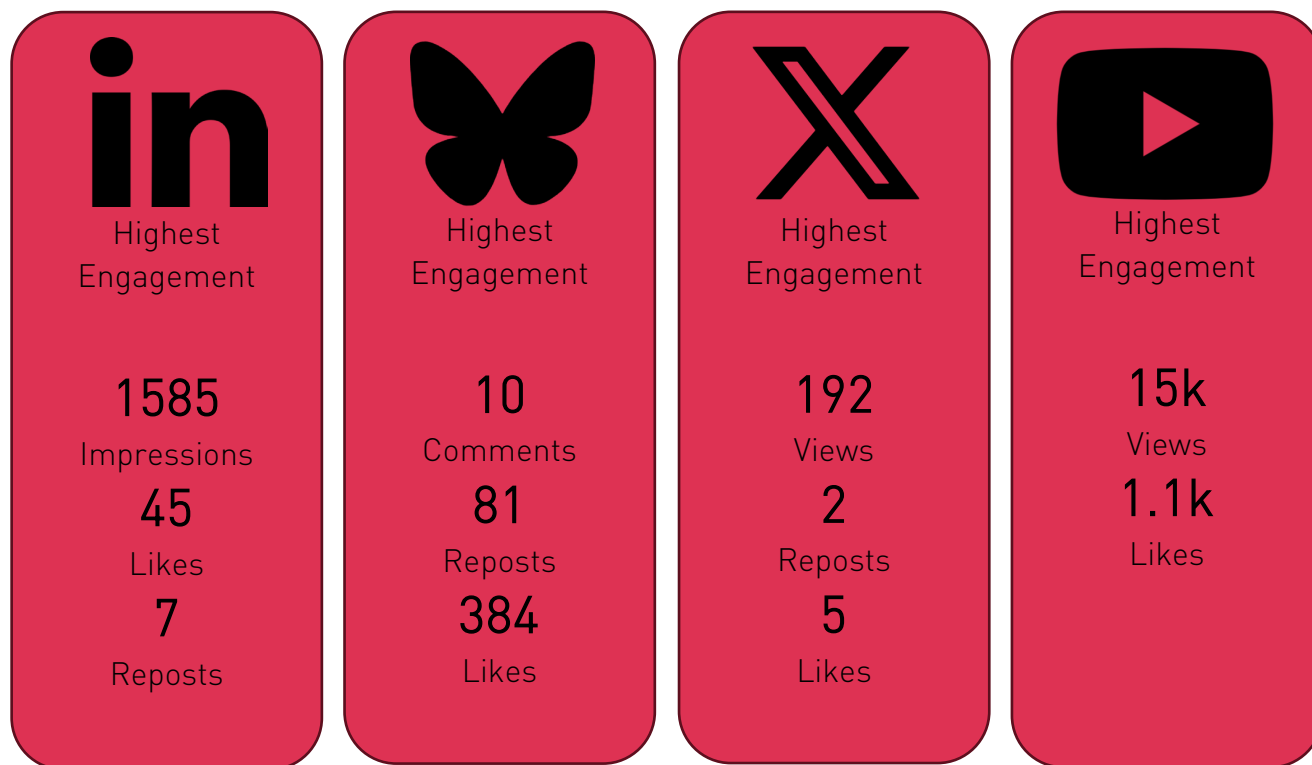 in
Highest
Engagement
1585
Impressions
45
Likes
7
Reposts
Highest
Engagement
10
Comments
81
Reposts
384
Likes
X
Highest
Engagement
192
Views
2
Reposts
5
Likes
Highest
Engagement
15k
Views
1.1k
Likes